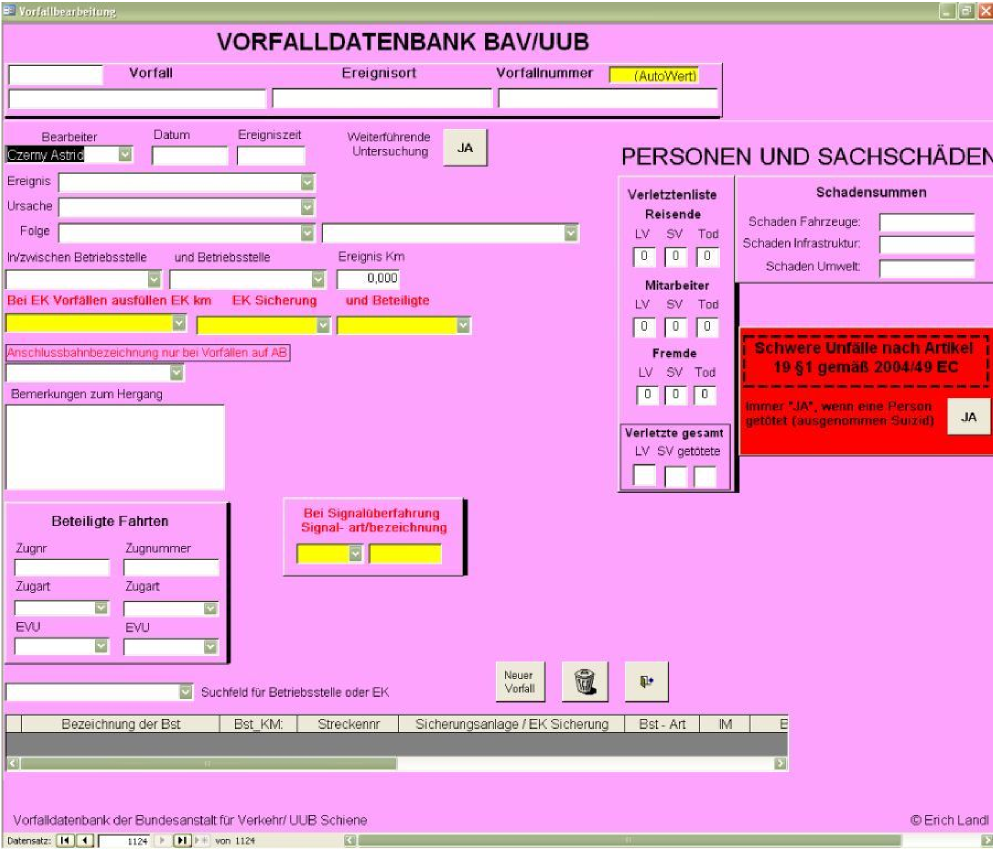 Vorfallbearbeitung
VORFALLDATENBANK BAV/UUB
Vorfall Ereignisort Vorfallnummer (AutoWert)
Bearbeiter Datum Ereigniszeit Weiterführende Untersuchung JA
Czerny Astrid
Ereignis
Ursache
Folge
In/zwischen Betriebsstelle und Betriebsstelle Ereignis Km
0,000
Bei EK Vorfällen ausfüllen EK km EK Sicherung und Beteiligte
Anschlussbahnbezeichnung nur bei Vorfällen auf AB
Bemerkungen zum Hergang
PERSONEN UND SACHSCHÄDEN
Verletztenliste
Reisende
LV SV Tod
0 0 0
Mitarbeiter
LV SV Tod
0 0 0
Fremde
LV SV Tod
0 0 0
Verletzte gesamt
LV SV getötete
Schadensummen
Schaden Fahrzeuge:
Schaden Infrastruktur:
Schaden Umwelt:
Schwere Unfälle nach Artikel
19 §1 gemäß 2004/49 EC
Immer "JA", wenn eine Person
getötet (ausgenommen Suizid)
JA
Beteiligte Fahrten
Zugnr Zugnummer
Zugart Zugart
EVU EVU
Bei Signalüberfahrung
Signal- art/bezeichnung
Neuer
Vorfall
Suchfeld für Betriebsstelle oder EK
Bezeichnung der Bst Bst_KM: Streckennr Sicherungsanlage / EK Sicherung Bst - Art IM
Vorfalldatenbank der Bundesanstalt für Verkehr/ UUB Schiene
© Erich Landl
Datensatz: 1124 von 1124